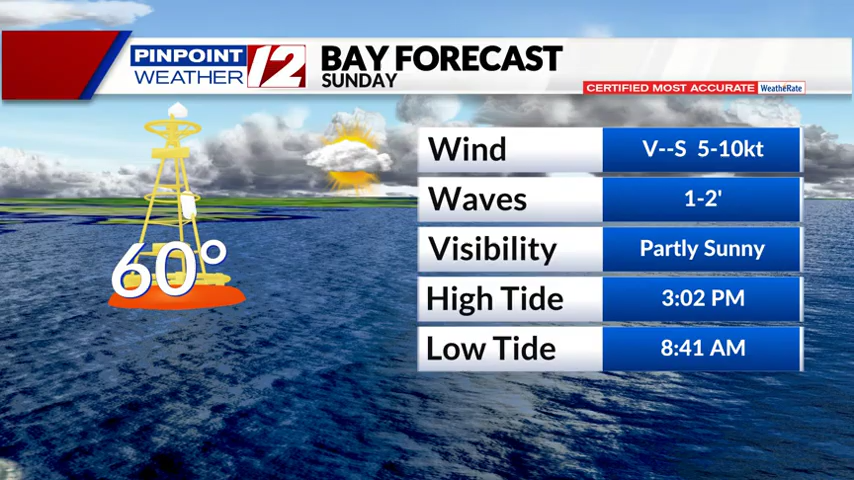 PINPOINT
WEATHER 12
BAY FORECAST
SUNDAY
CERTIFIED MOST ACCURATE WeatheRate
60°
Wind V--S 5-10kt
Waves 1-2'
Visibility Partly Sunny
High Tide 3:02 PM
Low Tide 8:41 AM